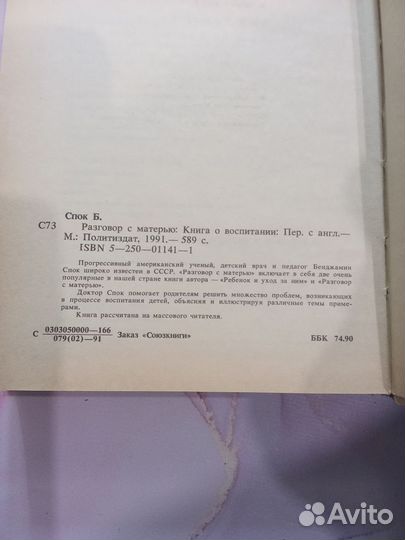 Спок Б.
С73 Разговор с матерью: Книга о воспитании: Пер. с англ.—
М.: Политиздат, 1991.— 589 с.
ISBN 5—250—01141—1
Прогрессивный американский ученый, детский врач и педагог Бенджамин
Спок широко известен в СССР. «Разговор с матерью» включает в себя две очень
популярные в нашей стране книги автора — «Ребенок и уход за ним» и «Разговор
с матерью».
Доктор Спок помогает родителям решить множество проблем, возникающих
в процессе воспитания детей, объясняя и иллюстрируя различные темы приме-
рами.
Книга рассчитана на массового читателя.
С 0303050000—166
079(02)—91 Заказ «Союзкниги» ББК 74.90
Avito